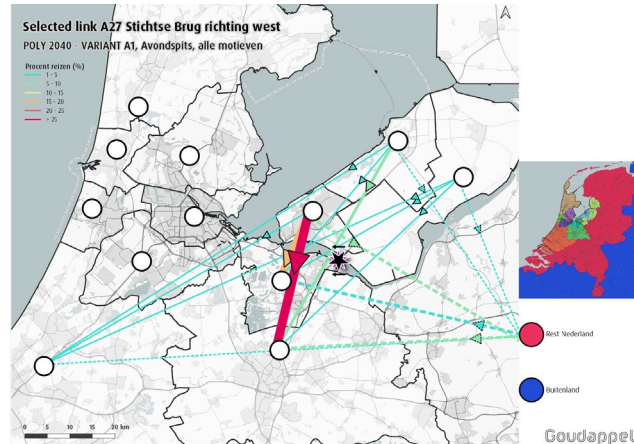 Selected link A27 Stichtse Brug richting west
POLY 2040 - VARIANT A1, Avondspits, alle motieven
Procent reizen (%)
1 - 5
5 - 10
10 - 15
15 - 20
20 - 25
> 25
Rest Nederland
Buitenland
0 5 10 15 20 km
Goudappel